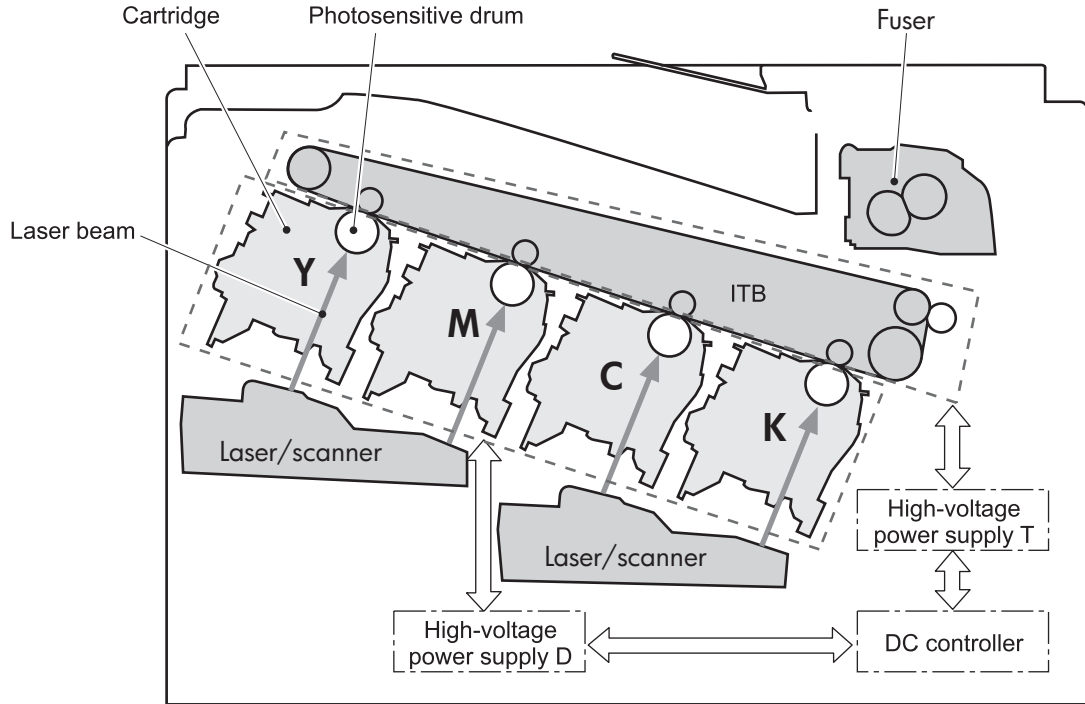 Cartridge
Photosensitive drum
Fuser
Laser beam
Y
M
ITB
C
K
Laser/scanner
Laser/scanner
High-voltage
power supply T
High-voltage
power supply D
DC controller